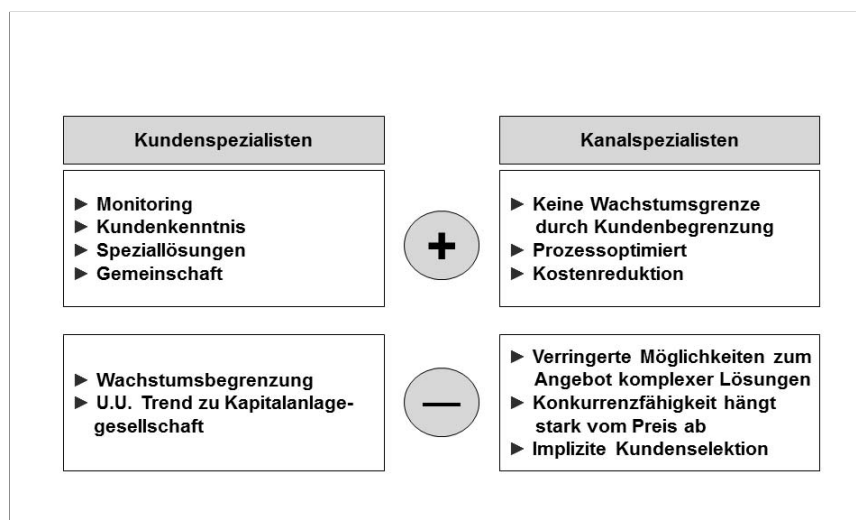 Kundenspezialisten
► Monitoring
► Kundenkenntnis
► Speziallösungen
► Gemeinschaft
+
Kanalspezialisten
► Keine Wachstumsgrenze
durch Kundenbegrenzung
► Prozessoptimiert
► Kostenreduktion
► Wachstumsbegrenzung
► U.U. Trend zu Kapitalanlage-
gesellschaft
—
► Verringerte Möglichkeiten zum
Angebot komplexer Lösungen
► Konkurrenzfähigkeit hängt
stark vom Preis ab
► Implizite Kundenselektion